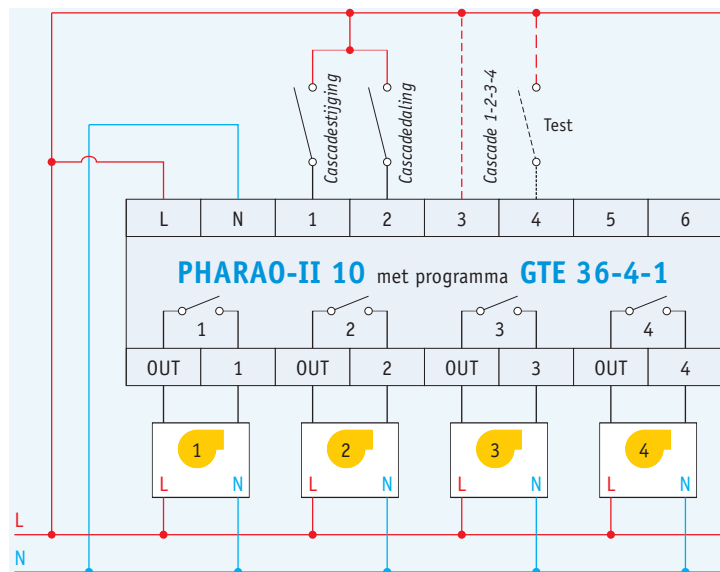 Cascadestijging
Cascadedaling
Cascade 1-2-3-4
Test
L N 1 2 3 4 5 6
PHARAO-II 10 met programma GTE 36-4-1
1 2 3 4
OUT 1 OUT 2 OUT 3 OUT 4
1 2 3 4
L N L N L N L N
L
N